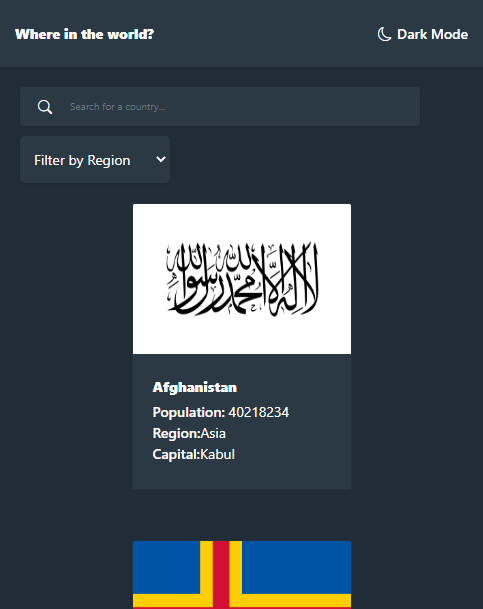 Where in the world?
Dark Mode
Search for a country...
Filter by Region
لا إله إلا الله محمد رسول الله
Afghanistan
Population: 40218234
Region:Asia
Capital:Kabul